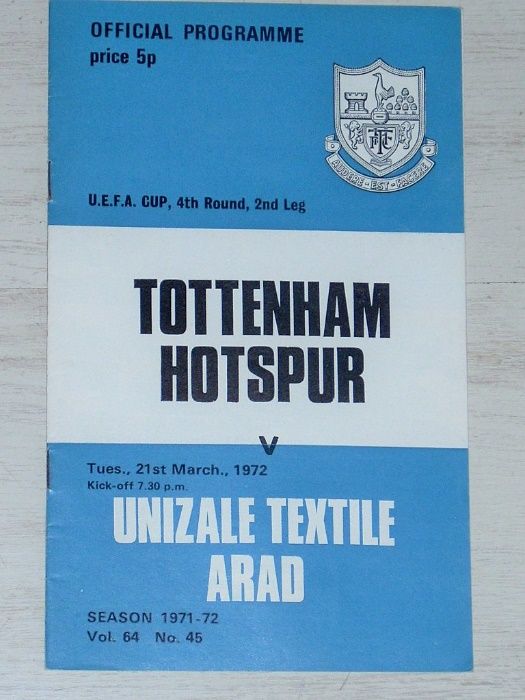 OFFICIAL PROGRAMME
price 5p
AUDERE · EST · FACERE
U.E.F.A. CUP, 4th Round, 2nd Leg
TOTTENHAM
HOTSPUR
v
Tues., 21st March., 1972
Kick-off 7.30 p.m.
UNIZALE TEXTILE
ARAD
SEASON 1971-72
Vol. 64 No. 45